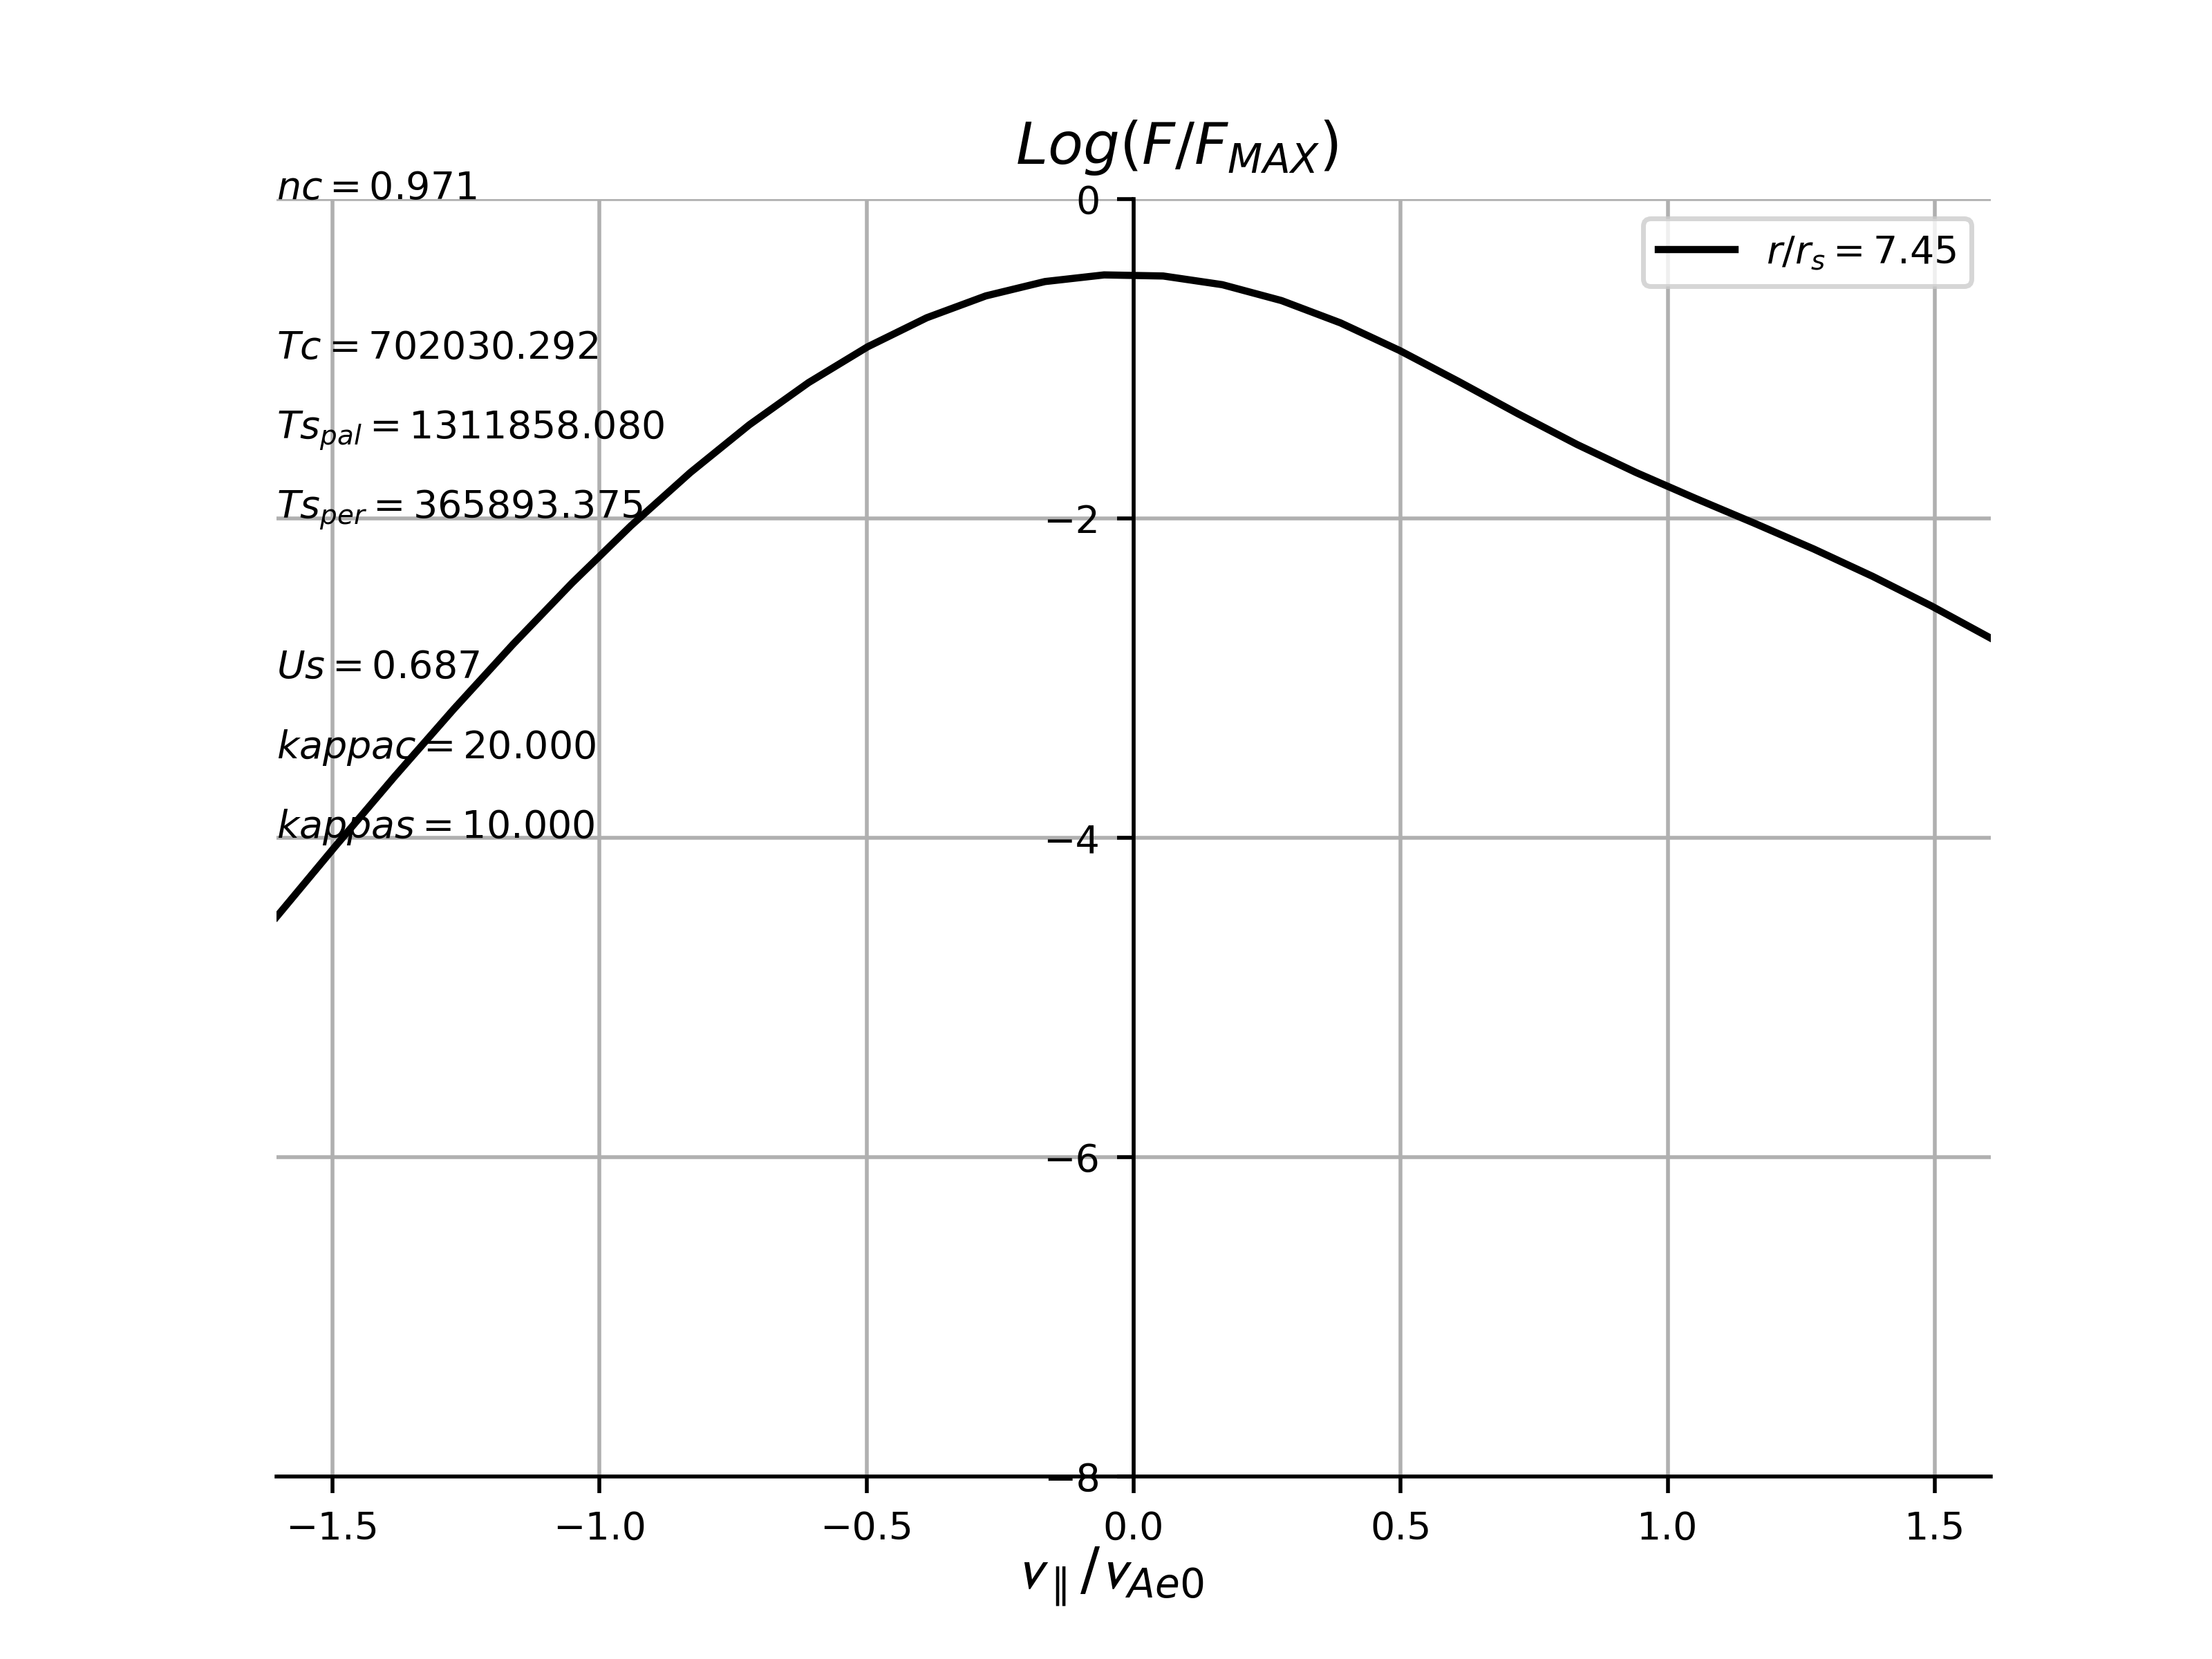 Log(F/F_MAX)
nc = 0.971
0
r/r_s = 7.45
Tc = 702030.292
Ts_pal = 1311858.080
Ts_per = 365893.375
−2
Us = 0.687
kappac = 20.000
kappas = 10.000
−4
−6
−8
−1.5 −1.0 −0.5 0.0 0.5 1.0 1.5
v_∥/v_Ae0